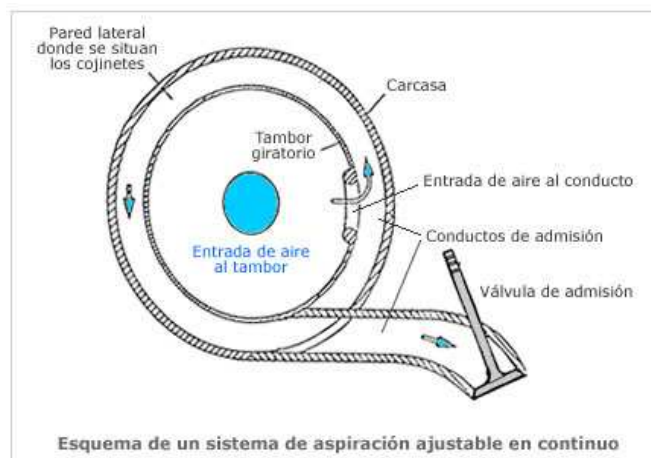 Pared lateral
donde se situan
los cojinetes
Carcasa
Tambor
giratorio
Entrada de aire al conducto
Entrada de aire
al tambor
Conductos de admisión
Válvula de admisión
Esquema de un sistema de aspiración ajustable en continuo